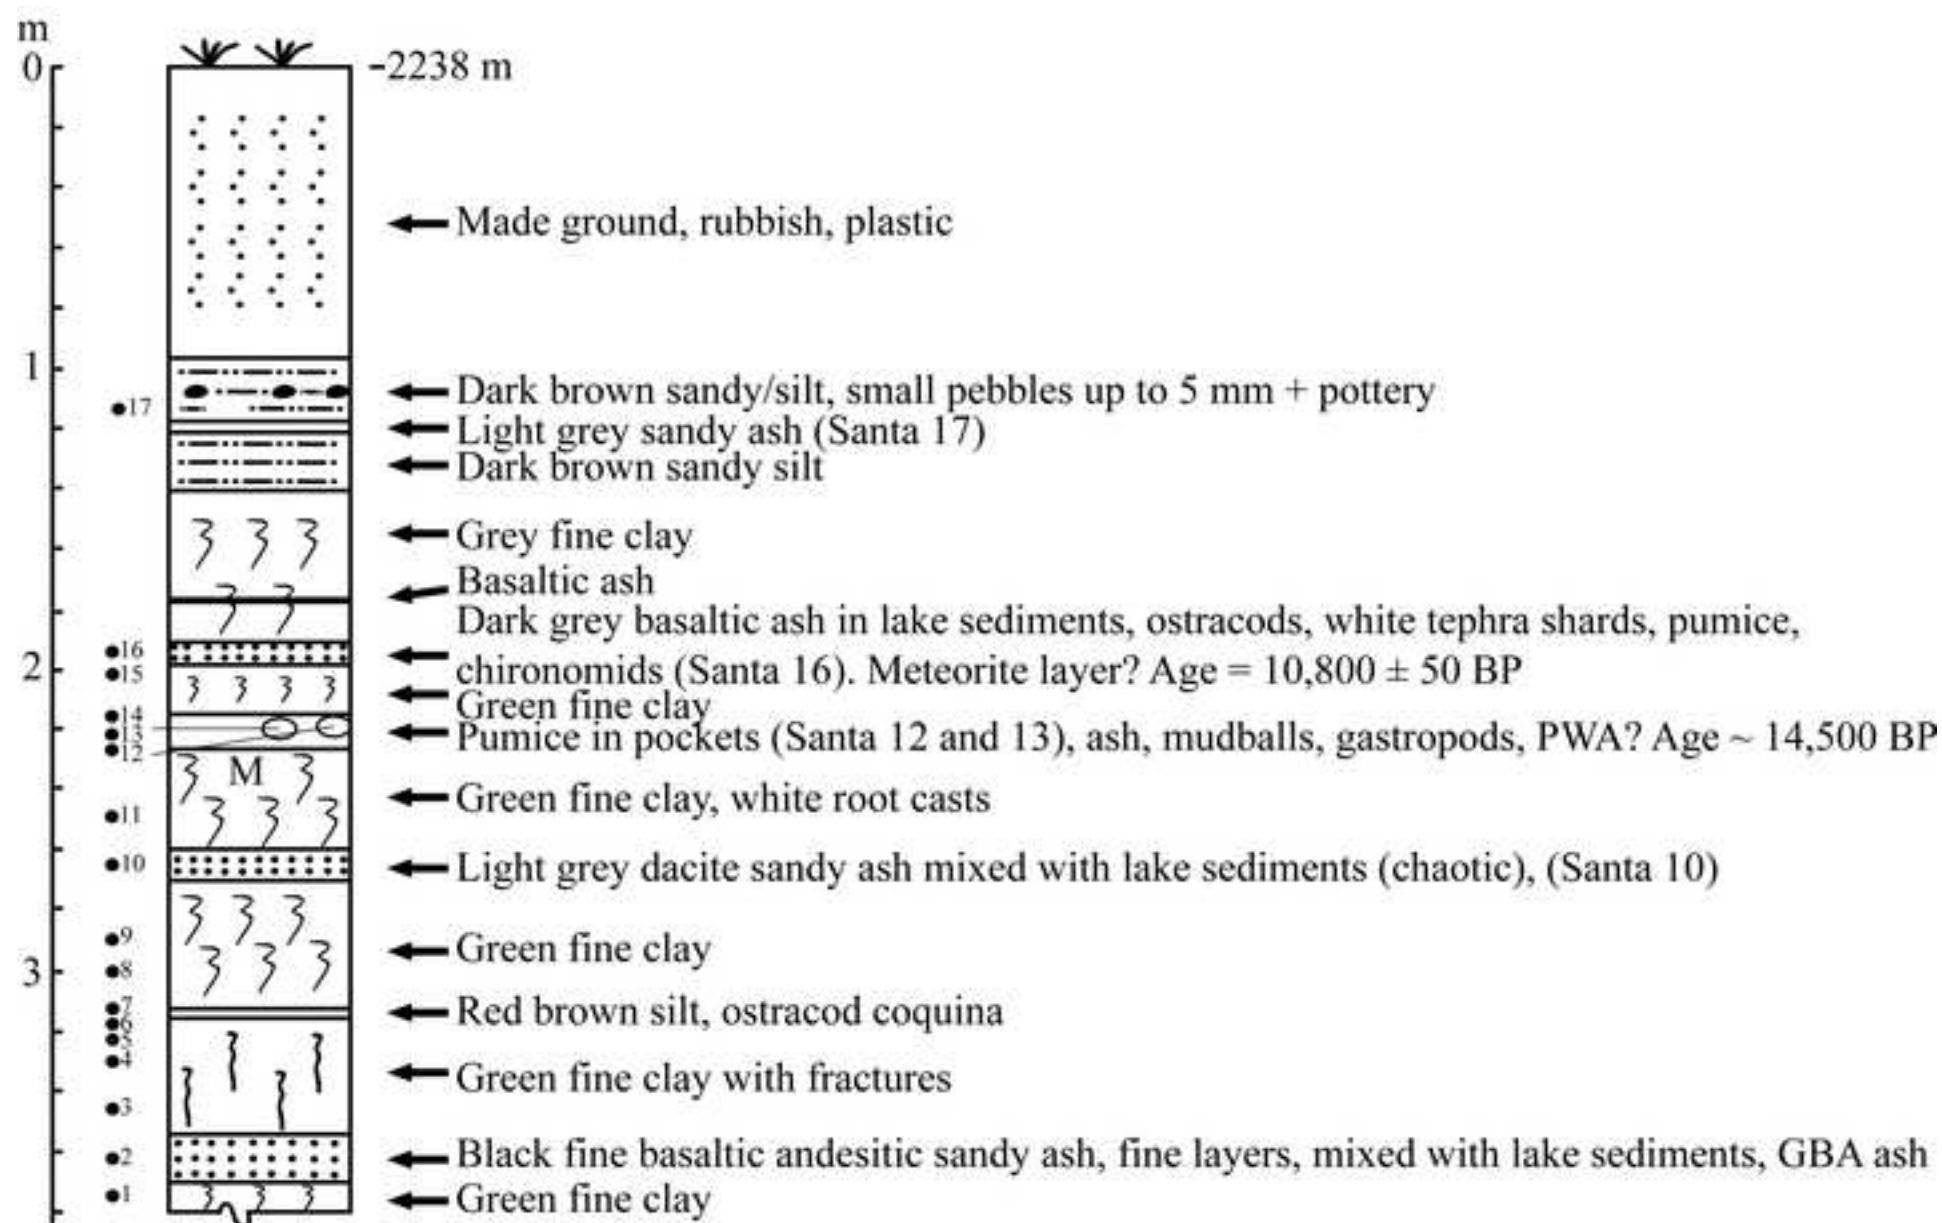 m
0
-2238 m
Made ground, rubbish, plastic
1
Dark brown sandy/silt, small pebbles up to 5 mm + pottery
17
Light grey sandy ash (Santa 17)
Dark brown sandy silt
Grey fine clay
Basaltic ash
Dark grey basaltic ash in lake sediments, ostracods, white tephra shards, pumice,
16
2
chironomids (Santa 16). Meteorite layer? Age = 10,800 ± 50 BP
15
Green fine clay
14
13
Pumice in pockets (Santa 12 and 13), ash, mudballs, gastropods, PWA? Age ~ 14,500 BP
12
M
Green fine clay, white root casts
11
10
Light grey dacite sandy ash mixed with lake sediments (chaotic), (Santa 10)
9
Green fine clay
3
8
7
Red brown silt, ostracod coquina
6
5
4
Green fine clay with fractures
3
2
Black fine basaltic andesitic sandy ash, fine layers, mixed with lake sediments, GBA ash
1
Green fine clay